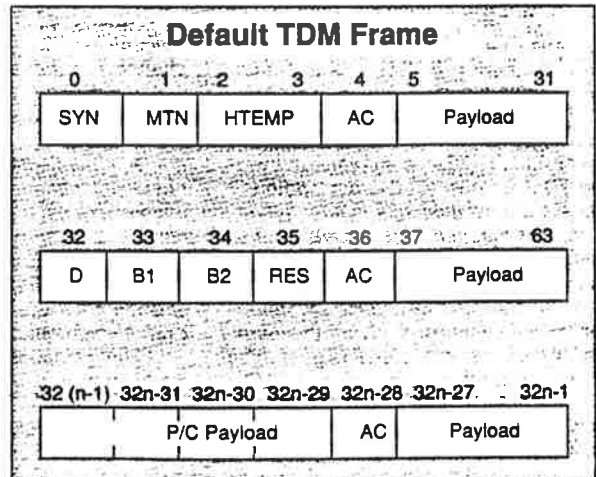 Default TDM Frame
0 1 2 3 4 5 31
SYN MTN HTEMP AC Payload
32 33 34 35 36 37 63
D B1 B2 RES AC Payload
32 (n-1) 32n-31 32n-30 32n-29 32n-28 32n-27 32n-1
P/C Payload AC Payload